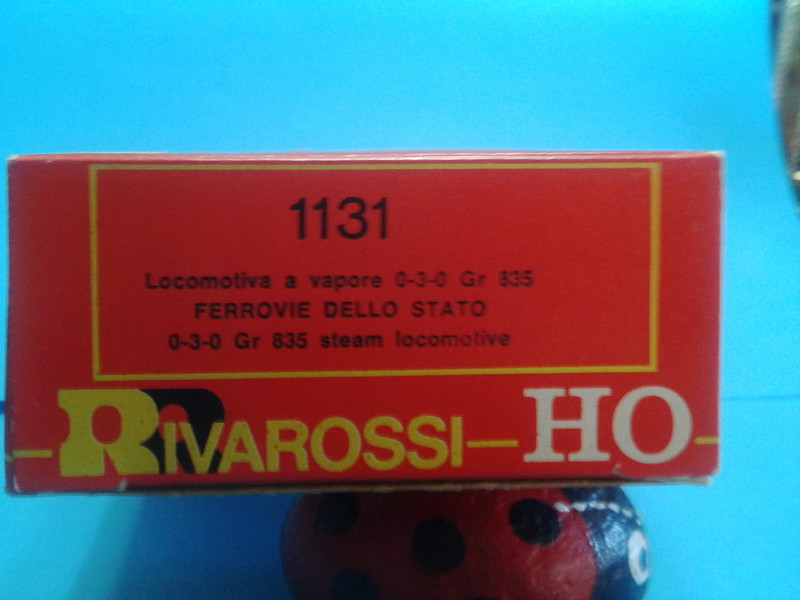 1131
Locomotiva a vapore 0-3-0 Gr 835
FERROVIE DELLO STATO
0-3-0 Gr 835 steam locomotive
RIVAROSSI HO